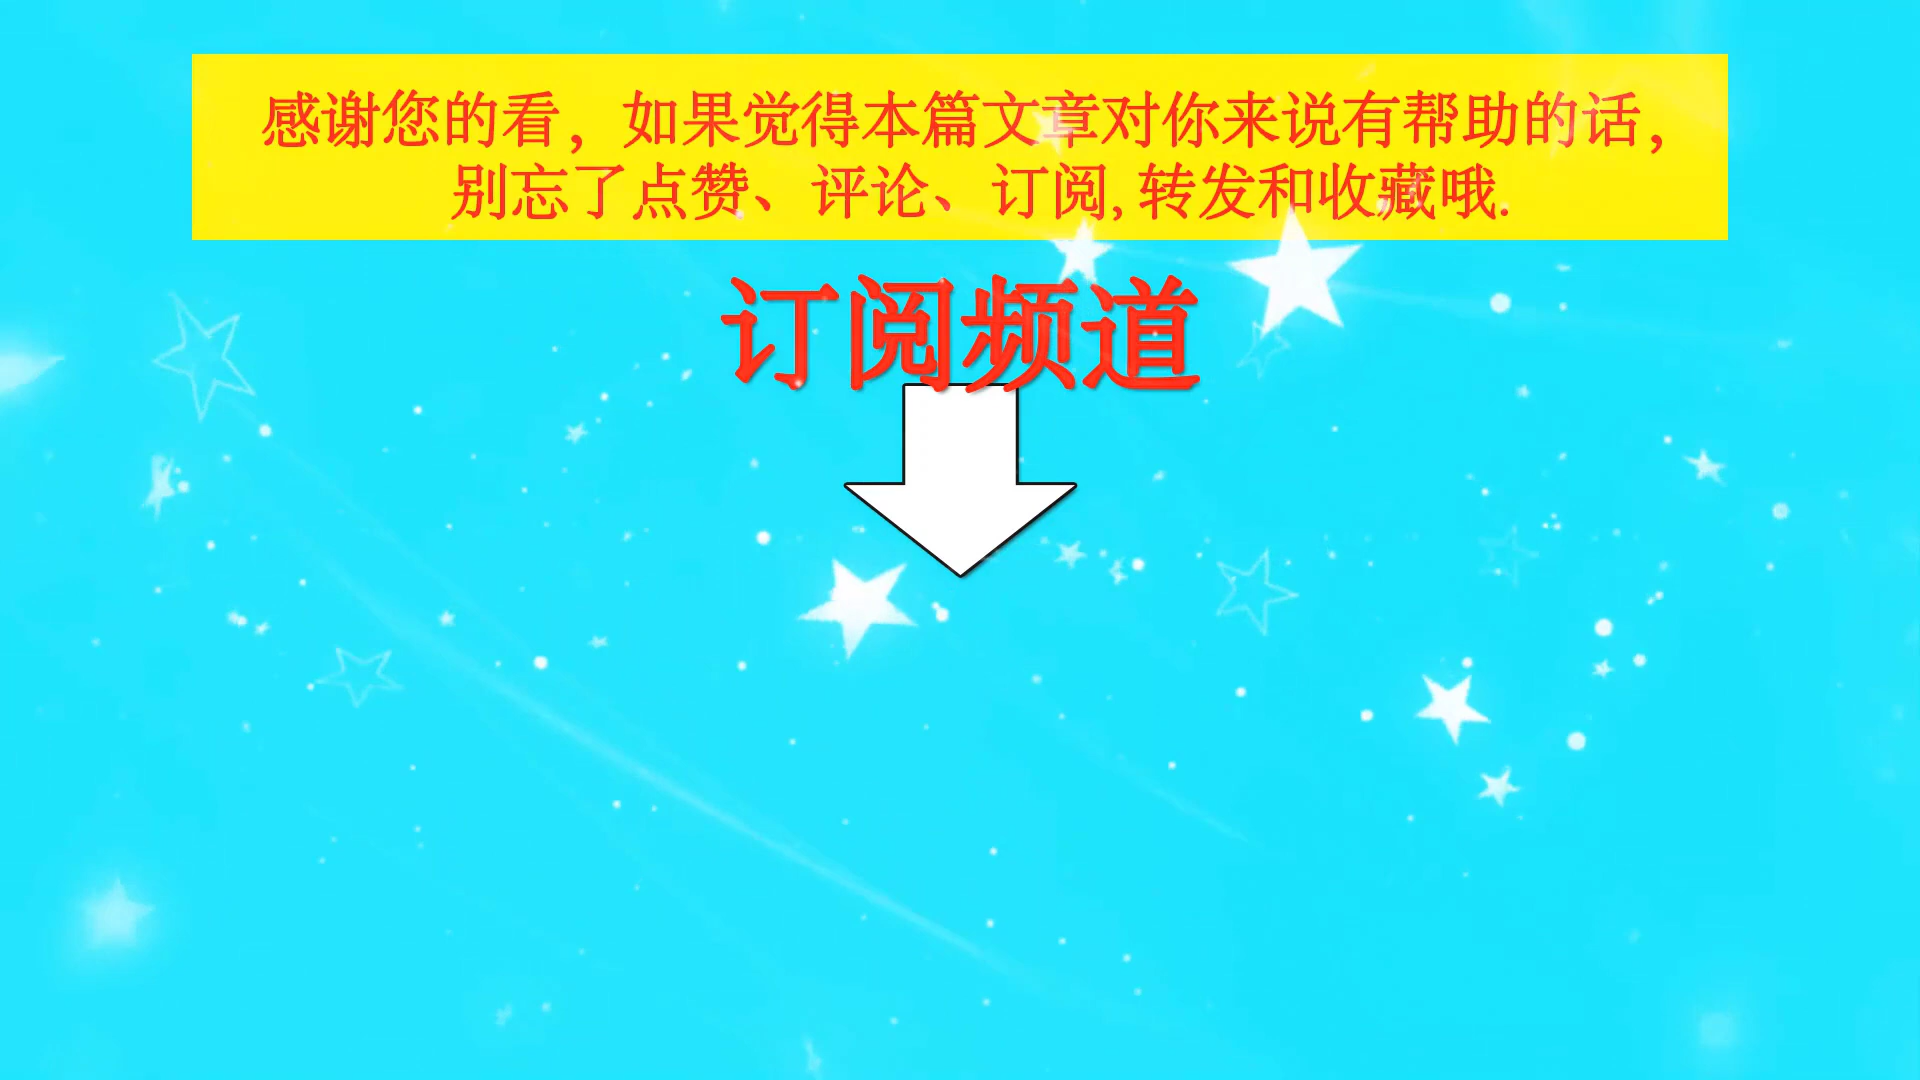 感谢您的看，如果觉得本篇文章对你来说有帮助的话，
别忘了点赞、评论、订阅,转发和收藏哦.
订阅频道